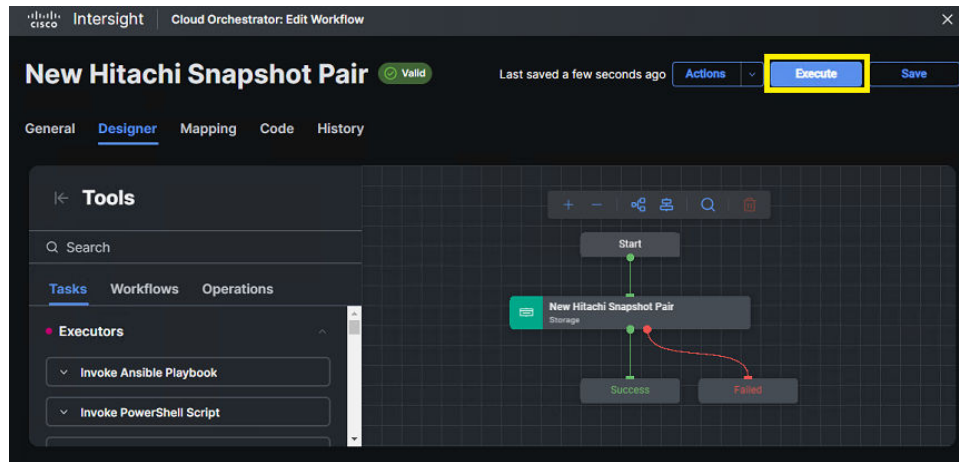 cisco Intersight Cloud Orchestrator: Edit Workflow
New Hitachi Snapshot Pair Valid Last saved a few seconds ago Actions Execute Save
General Designer Mapping Code History
Tools
Search
Start
Tasks Workflows Operations
New Hitachi Snapshot Pair
Storage
Executors
Invoke Ansible Playbook
Success Failed
Invoke PowerShell Script